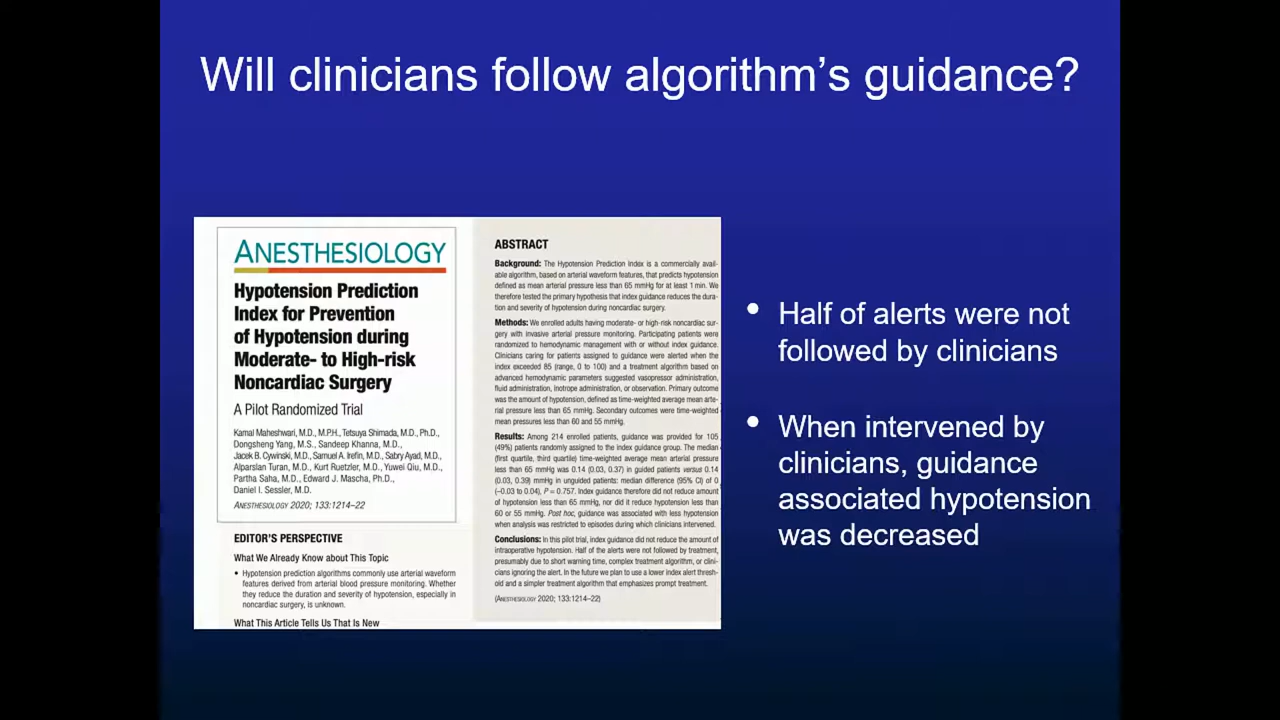 Will clinicians follow algorithm's guidance?
ANESTHESIOLOGY
Hypotension Prediction
Index for Prevention
of Hypotension during
Moderate- to High-risk
Noncardiac Surgery
A Pilot Randomized Trial
Kamal Maheshwari, M.D., M.P.H., Tetsuya Shimada, M.D., Ph.D.,
Dongsheng Yang, M.S., Sandeep Khanna, M.D.,
Jacek B. Cywinski, M.D., Samuel A. Irefin, M.D., Sabry Ayad, M.D.,
Alparslan Turan, M.D., Kurt Ruetzler, M.D., Yuwei Qiu, M.D.,
Partha Saha, M.D., Edward J. Mascha, Ph.D.,
Daniel I. Sessler, M.D.
ANESTHESIOLOGY 2020; 133:1214–22
EDITOR'S PERSPECTIVE
What We Already Know about This Topic
• Hypotension prediction algorithms commonly use arterial waveform
features derived from arterial blood pressure monitoring. Whether
they reduce the duration and severity of hypotension, especially in
noncardiac surgery, is unknown.
What This Article Tells Us That Is New
ABSTRACT
Background: The Hypotension Prediction Index is a commercially avail-
able algorithm, based on arterial waveform features, that predicts hypotension
defined as mean arterial pressure less than 65 mmHg for at least 1 min. We
therefore tested the primary hypothesis that index guidance reduces the dura-
tion and severity of hypotension during noncardiac surgery.
Methods: We enrolled adults having moderate- or high-risk noncardiac sur-
gery with invasive arterial pressure monitoring. Participating patients were
randomized to hemodynamic management with or without index guidance.
Clinicians caring for patients assigned to guidance were alerted when the
index exceeded 85 (range, 0 to 100) and a treatment algorithm based on
advanced hemodynamic parameters suggested vasopressor administration,
fluid administration, inotrope administration, or observation. Primary outcome
was the amount of hypotension, defined as time-weighted average mean arte-
rial pressure less than 65 mmHg. Secondary outcomes were time-weighted
mean pressures less than 60 and 55 mmHg.
Results: Among 214 enrolled patients, guidance was provided for 105
(49%) patients randomly assigned to the index guidance group. The median
(first quartile, third quartile) time-weighted average mean arterial pressure
less than 65 mmHg was 0.14 (0.03, 0.37) in guided patients versus 0.14
(0.03, 0.39) mmHg in unguided patients: median difference (95% CI) of 0
(–0.03 to 0.04), P = 0.757. Index guidance therefore did not reduce amount
of hypotension less than 65 mmHg, nor did it reduce hypotension less than
60 or 55 mmHg. Post hoc, guidance was associated with less hypotension
when analysis was restricted to episodes during which clinicians intervened.
Conclusions: In this pilot trial, index guidance did not reduce the amount of
intraoperative hypotension. Half of the alerts were not followed by treatment,
presumably due to short warning time, complex treatment algorithm, or clini-
cians ignoring the alert. In the future we plan to use a lower index alert thresh-
old and a simpler treatment algorithm that emphasizes prompt treatment.
(ANESTHESIOLOGY 2020; 133:1214–22)
• Half of alerts were not
followed by clinicians
• When intervened by
clinicians, guidance
associated hypotension
was decreased